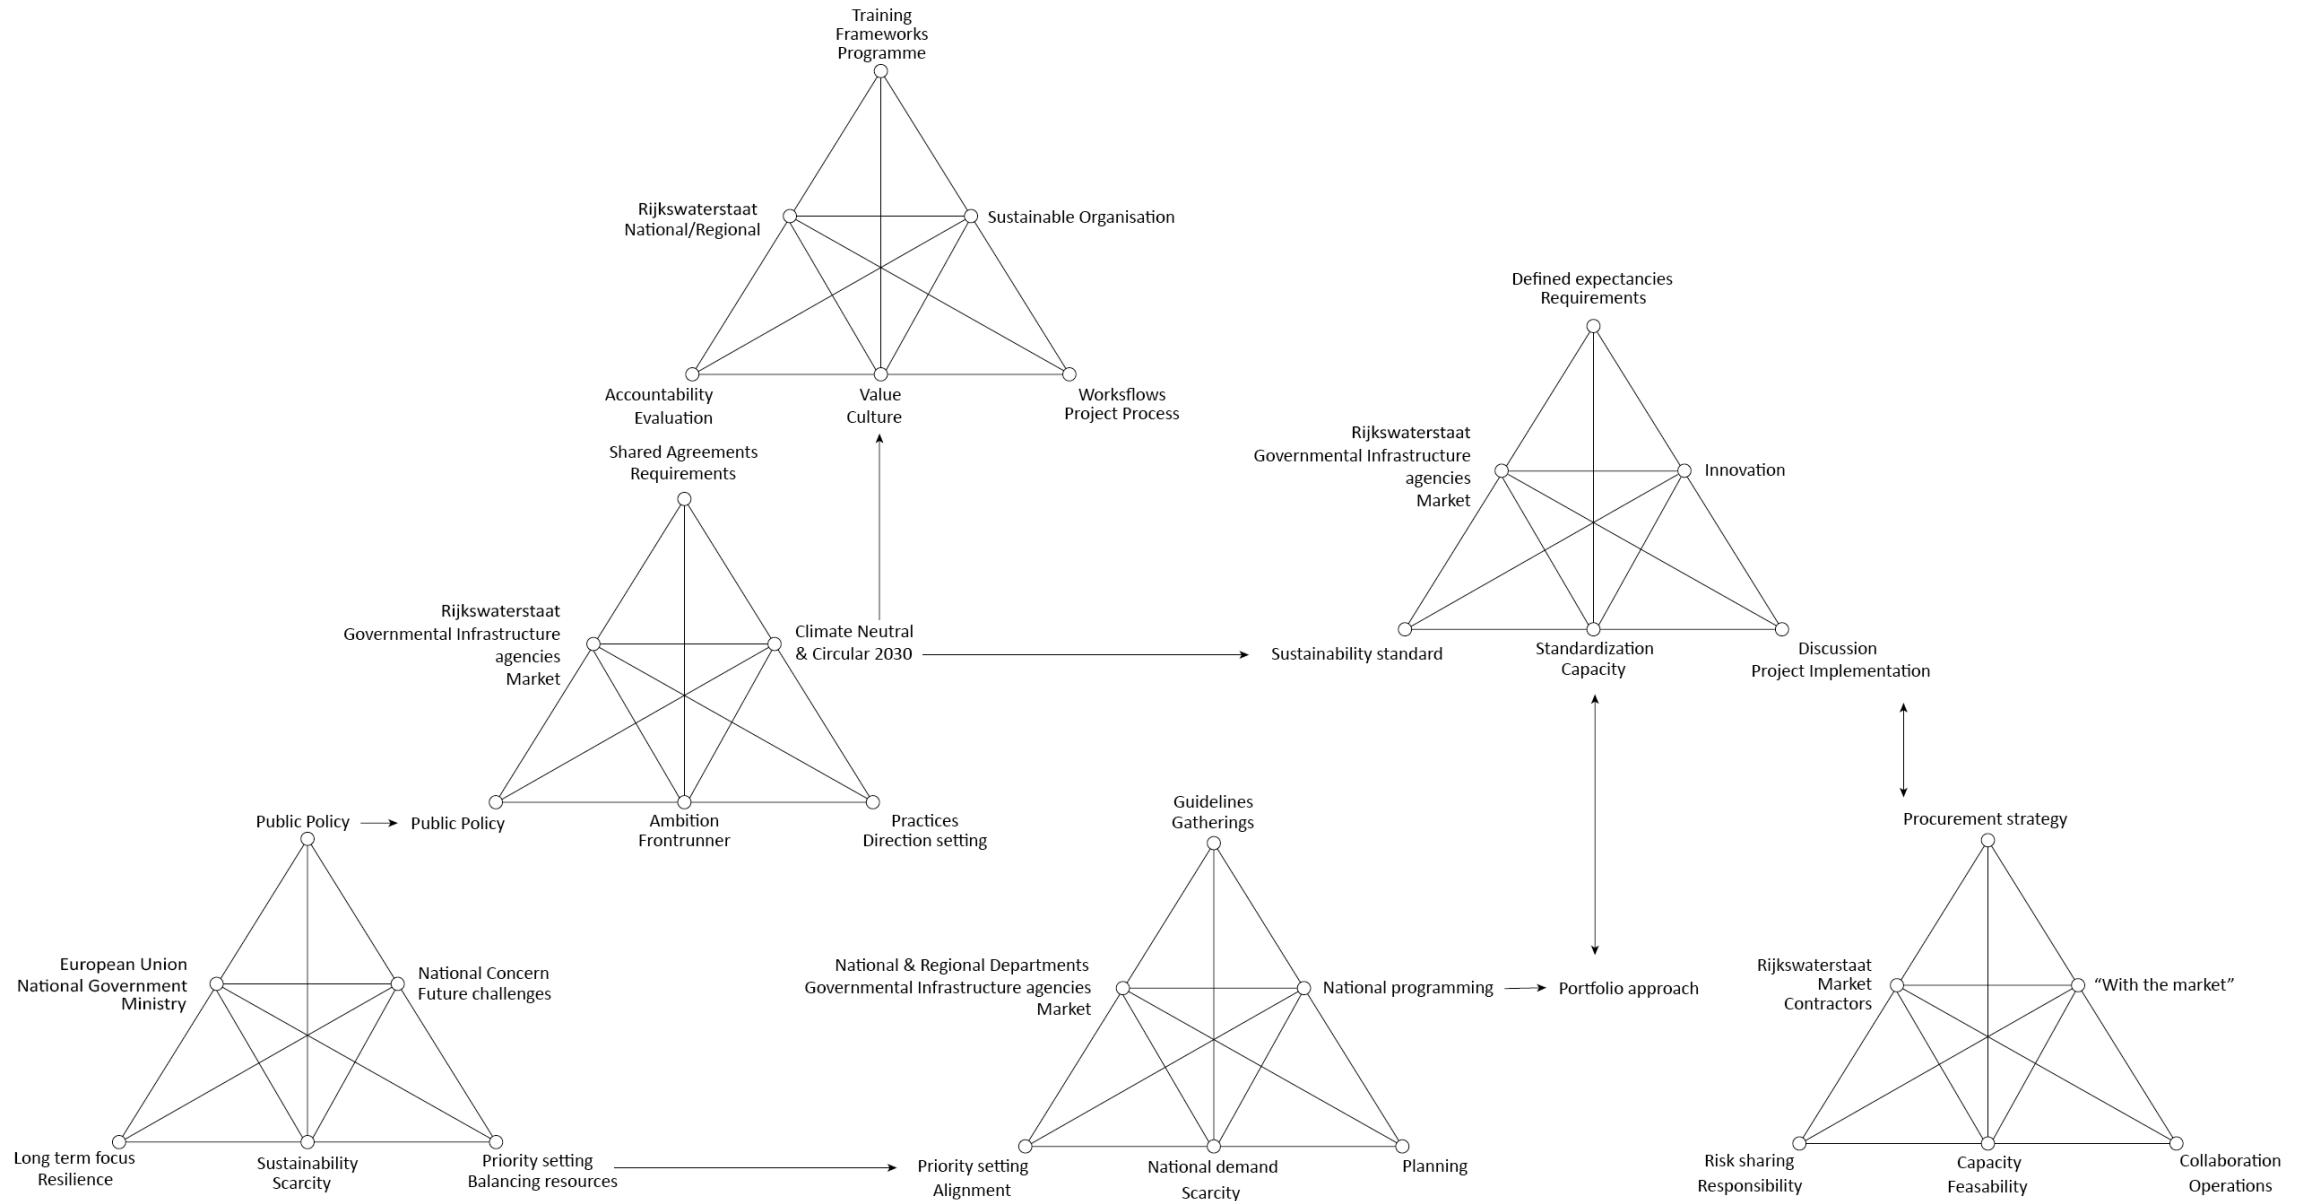 Training
Frameworks
Programme
Rijkswaterstaat
National/Regional
Sustainable Organisation
Accountability
Evaluation
Value
Culture
Worksflows
Project Process
Defined expectancies
Requirements
Rijkswaterstaat
Governmental Infrastructure
agencies
Market
Innovation
Sustainability standard
Standardization
Capacity
Discussion
Project Implementation
Shared Agreements
Requirements
Rijkswaterstaat
Governmental Infrastructure
agencies
Market
Climate Neutral
& Circular 2030
Public Policy
Ambition
Frontrunner
Practices
Direction setting
Public Policy
European Union
National Government
Ministry
National Concern
Future challenges
Long term focus
Resilience
Sustainability
Scarcity
Priority setting
Balancing resources
Guidelines
Gatherings
National & Regional Departments
Governmental Infrastructure agencies
Market
National programming
Portfolio approach
Priority setting
Alignment
National demand
Scarcity
Planning
Procurement strategy
Rijkswaterstaat
Market
Contractors
“With the market”
Risk sharing
Responsibility
Capacity
Feasability
Collaboration
Operations